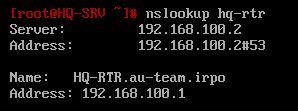 [root@HQ-SRV ~]# nslookup hq-rtr
Server:         192.168.100.2
Address:        192.168.100.2#53
Name:   HQ-RTR.au-team.irpo
Address: 192.168.100.1